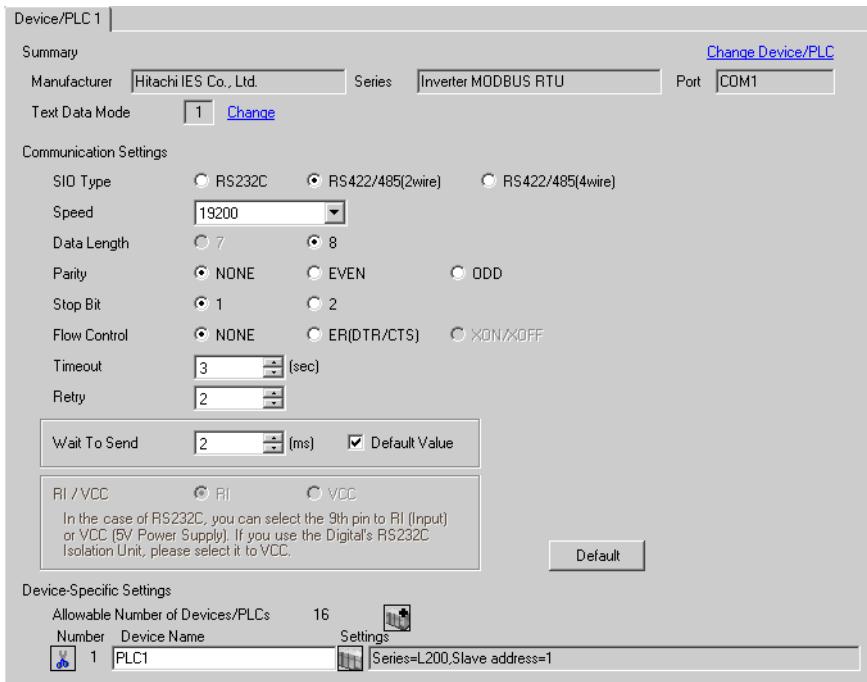 Device/PLC 1
Summary Change Device/PLC
Manufacturer Hitachi IES Co., Ltd. Series Inverter MODBUS RTU Port COM1
Text Data Mode 1 Change
Communication Settings
SIO Type RS232C RS422/485(2wire) RS422/485(4wire)
Speed 19200
Data Length 7 8
Parity NONE EVEN ODD
Stop Bit 1 2
Flow Control NONE ER(DTR/CTS) XON/XOFF
Timeout 3 (sec)
Retry 2
Wait To Send 2 (ms) Default Value
RI / VCC RI VCC
In the case of RS232C, you can select the 9th pin to RI (Input)
or VCC (5V Power Supply). If you use the Digital's RS232C
Isolation Unit, please select it to VCC.
Default
Device-Specific Settings
Allowable Number of Devices/PLCs 16
Number Device Name Settings
1 PLC1 Series=L200,Slave address=1